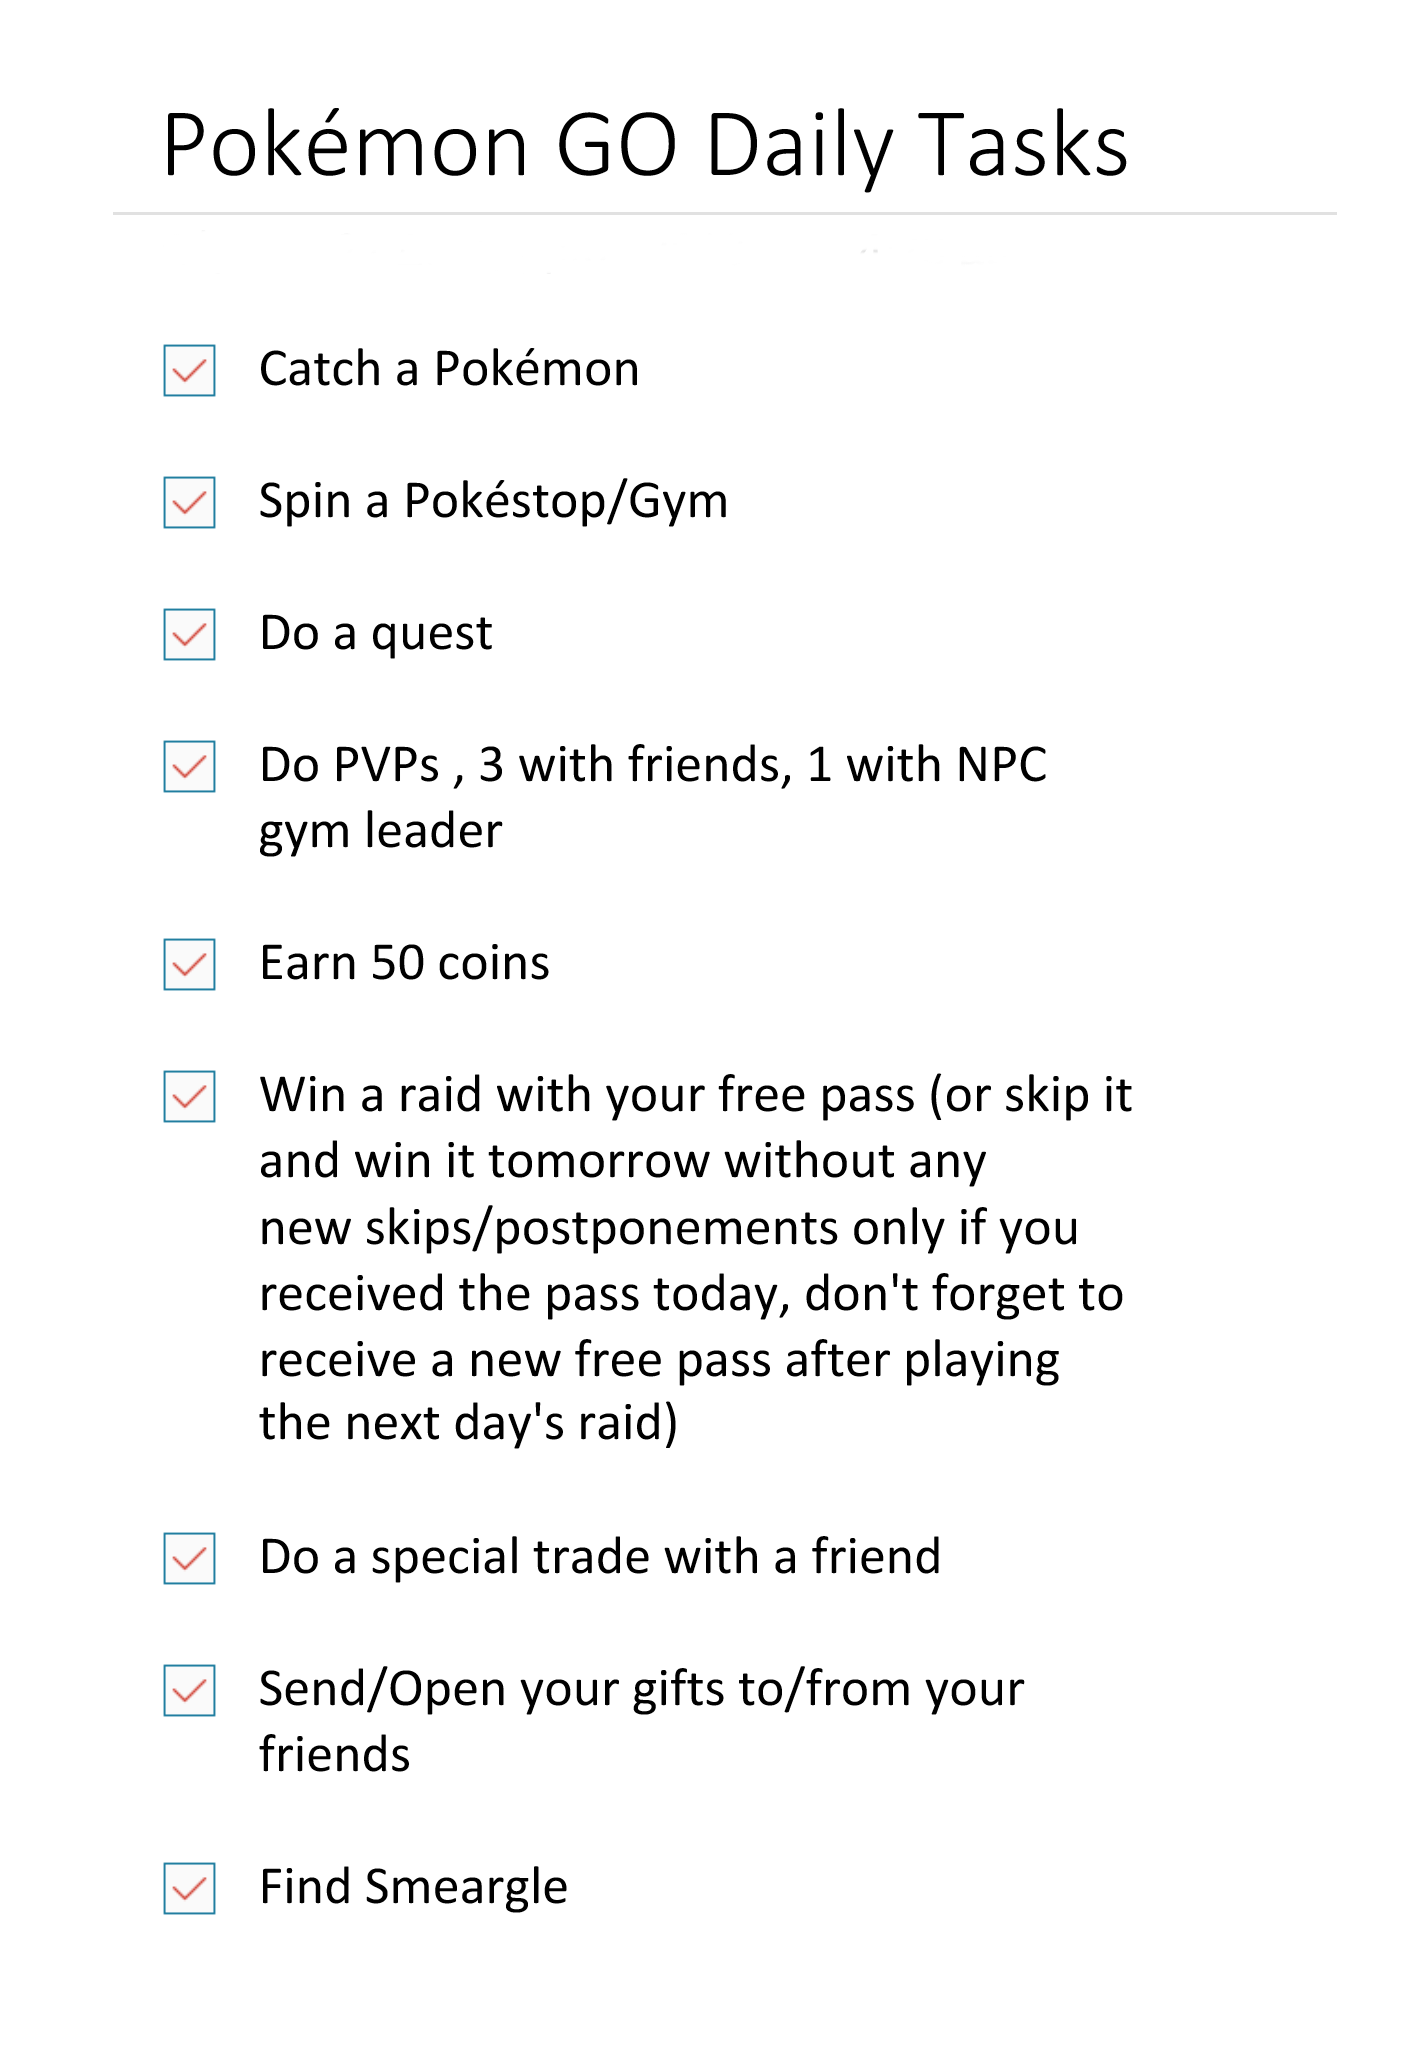 Pokémon GO Daily Tasks
Catch a Pokémon
Spin a Pokéstop/Gym
Do a quest
Do PVPs , 3 with friends, 1 with NPC
gym leader
Earn 50 coins
Win a raid with your free pass (or skip it
and win it tomorrow without any
new skips/postponements only if you
received the pass today, don't forget to
receive a new free pass after playing
the next day's raid)
Do a special trade with a friend
Send/Open your gifts to/from your
friends
Find Smeargle